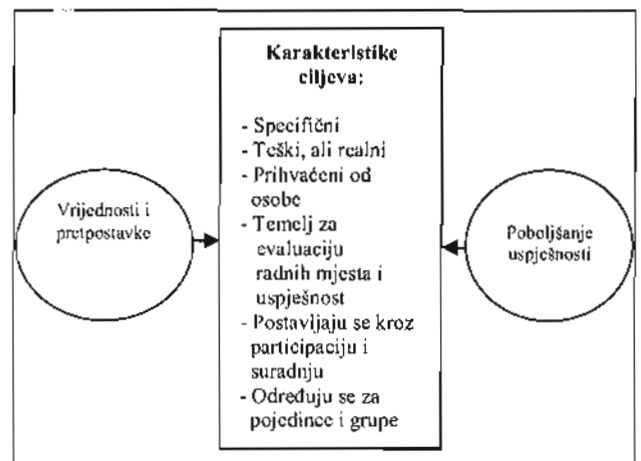 Karakteristike
ciljeva:
- Specifični
- Teški, ali realni
- Prihvaćeni od
osobe
- Temelj za
evaluaciju
radnih mjesta i
uspješnost
- Postavljaju se kroz
participaciju i
suradnju
- Određuju se za
pojedince i grupe
Vrijednosti i
pretpostavke
Poboljšanje
uspješnosti